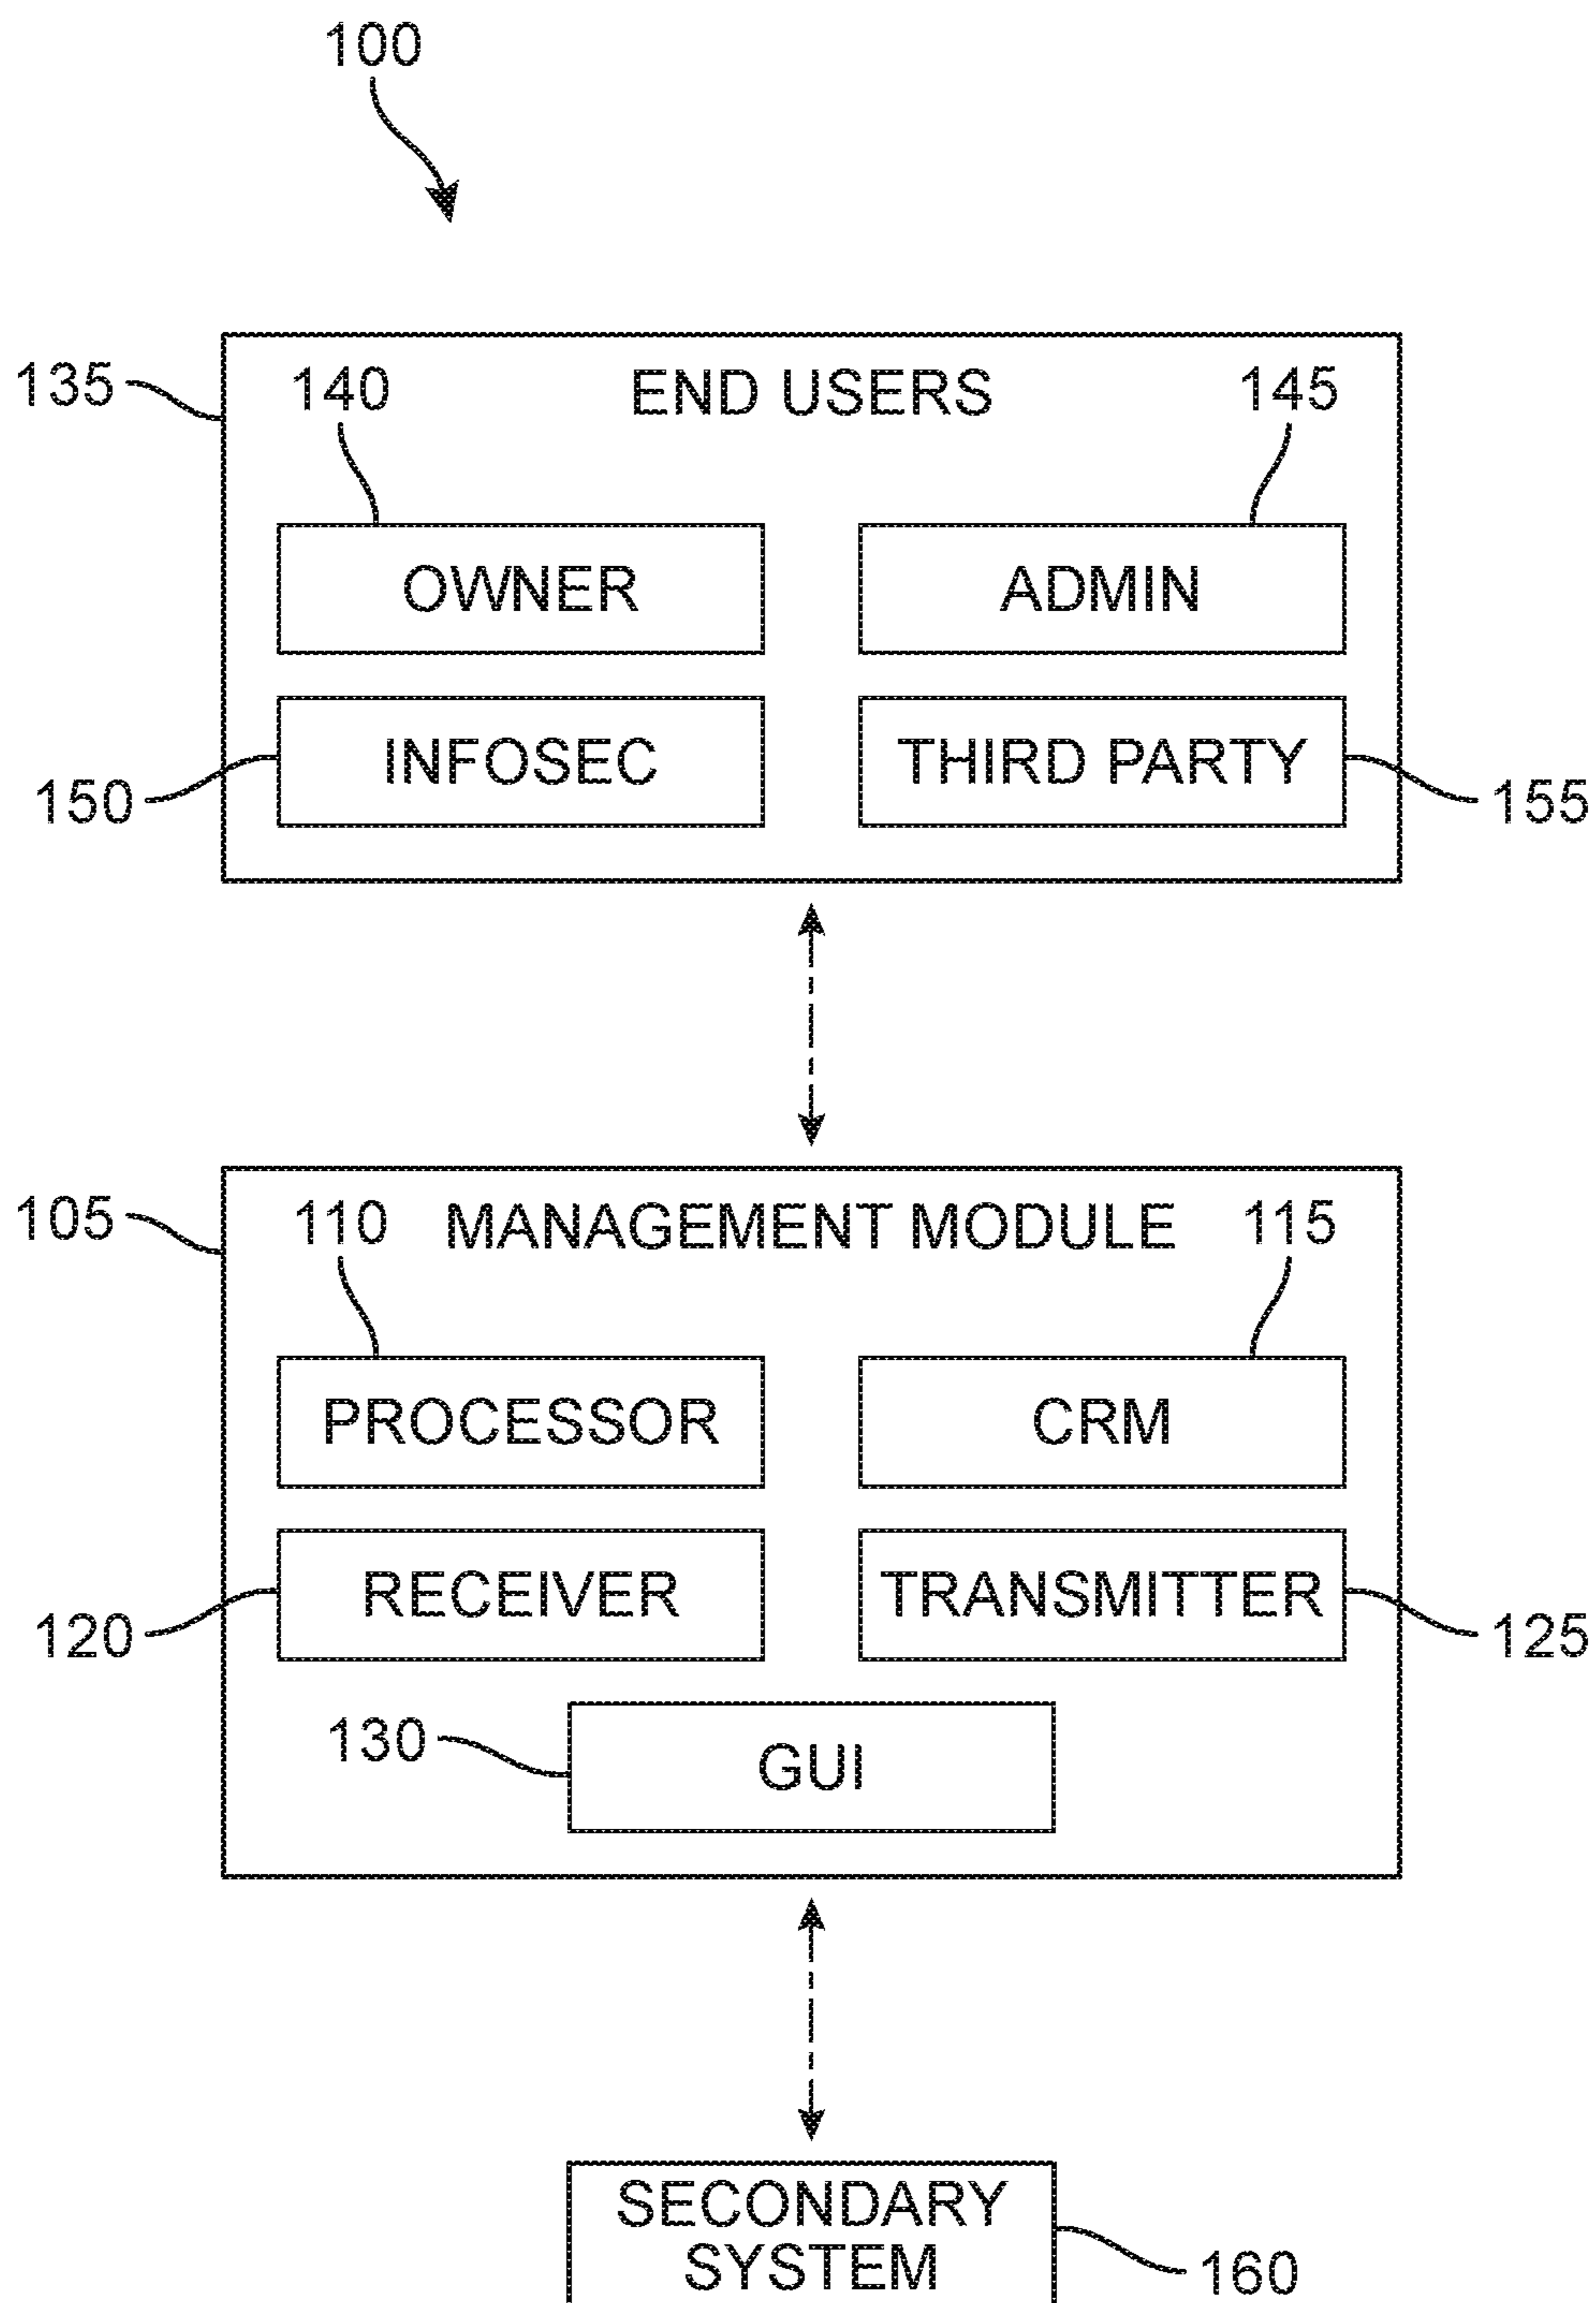 100
135
140
END USERS
145
OWNER
ADMIN
INFOSEC
THIRD PARTY
150
155
105
110
MANAGEMENT MODULE
115
PROCESSOR
CRM
RECEIVER
TRANSMITTER
120
125
130
GUI
SECONDARY
SYSTEM
160